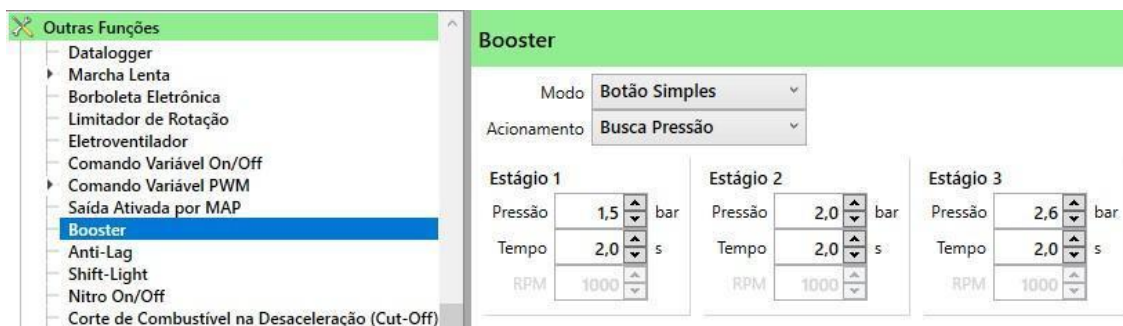 Outras Funções
Datalogger
Marcha Lenta
Borboleta Eletrônica
Limitador de Rotação
Eletroventilador
Comando Variável On/Off
Comando Variável PWM
Saída Ativada por MAP
Booster
Anti-Lag
Shift-Light
Nitro On/Off
Corte de Combustível na Desaceleração (Cut-Off)
Booster
Modo Botão Simples
Acionamento Busca Pressão
Estágio 1 Estágio 2 Estágio 3
Pressão 1,5 bar Pressão 2,0 bar Pressão 2,6 bar
Tempo 2,0 s Tempo 2,0 s Tempo 2,0 s
RPM 1000 RPM 1000 RPM 1000